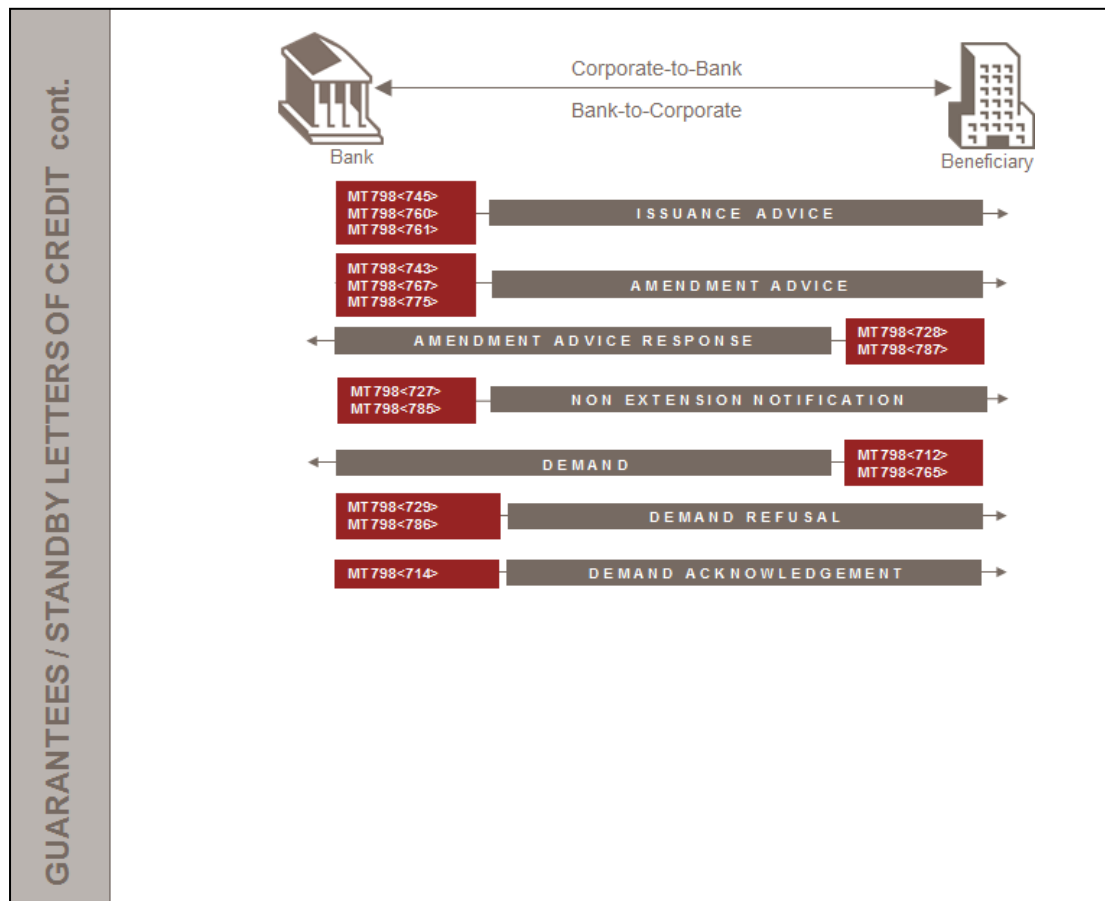 GUARANTEES / STANDBY LETTERS OF CREDIT cont.
Corporate-to-Bank
Bank-to-Corporate
Bank
Beneficiary
MT798<745>
MT798<760>
MT798<761>
ISSUANCE ADVICE
MT798<743>
MT798<767>
MT798<775>
AMENDMENT ADVICE
AMENDMENT ADVICE RESPONSE
MT798<728>
MT798<787>
MT798<727>
MT798<785>
NON EXTENSION NOTIFICATION
DEMAND
MT798<712>
MT798<765>
MT798<729>
MT798<786>
DEMAND REFUSAL
MT798<714>
DEMAND ACKNOWLEDGEMENT